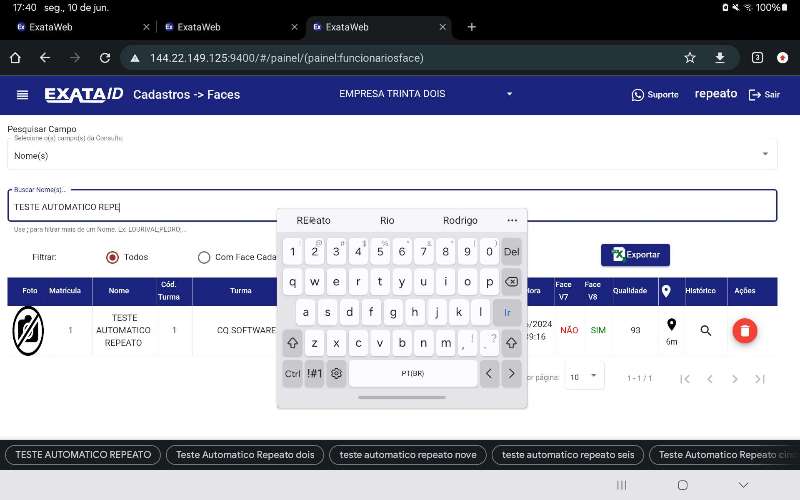 17:40 seg., 10 de jun. 100%
ExataWeb
ExataWeb
ExataWeb
144.22.149.125:9400/#/painel/(painel:funcionariosface)
3
EXATA ID Cadastros -> Faces EMPRESA TRINTA DOIS Suporte repeato Sair
Pesquisar Campo
Selecione o(s) campo(s) da Consulta
Nome(s)
Buscar Nome(s)...
TESTE AUTOMATICO REPE
Use ; para filtrar mais de um Nome. Ex: LOURIVAL;PEDRO;...
Filtrar: Todos Com Face Cada Exportar
REPeato Rio Rodrigo ...
1 2 3 4 5 6 7 8 9 0 Del
q w e r t y u i o p
a s d f g h j k l Ir
z x c v b n m , ! . ?
Ctrl !#1 PT(BR) < >
Foto Matrícula Nome Cód. Turma Turma Hora Face V7 Face V8 Qualidade Histórico Ações
1 TESTE AUTOMATICO REPEATO 1 CQ.SOFTWARE /2024 39:16 NÃO SIM 93 6m
or página: 10 1 - 1 / 1
TESTE AUTOMATICO REPEATO
Teste Automatico Repeato dois
teste automatico repeato nove
teste automatico repeato seis
Teste Automatico Repeato cinc